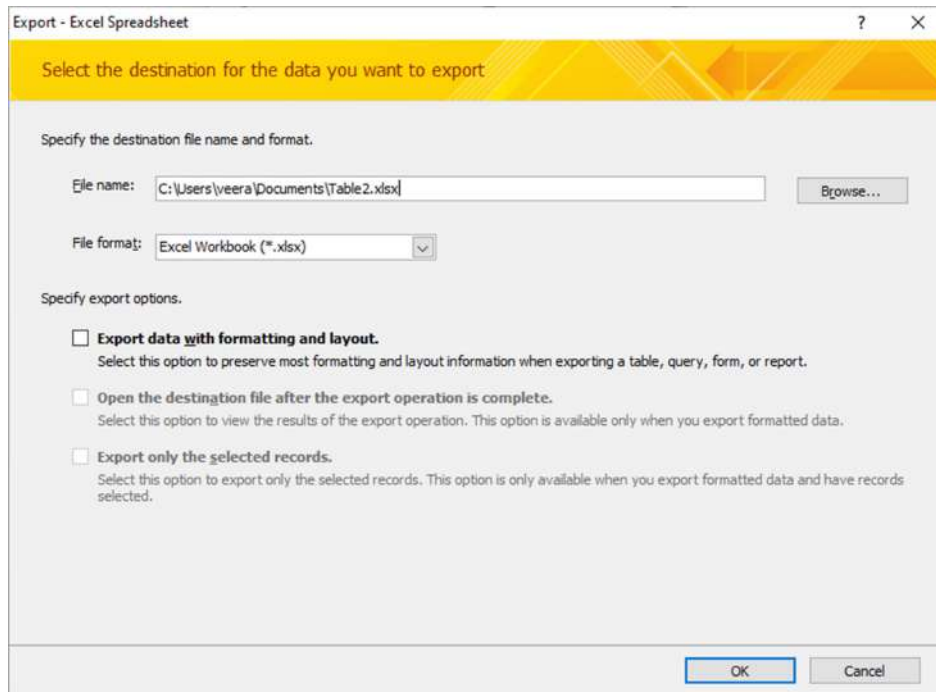 Export - Excel Spreadsheet ? ×
Select the destination for the data you want to export
Specify the destination file name and format.
File name: C:\Users\veera\Documents\Table2.xlsx Browse...
File format: Excel Workbook (*.xlsx)
Specify export options.
Export data with formatting and layout.
Select this option to preserve most formatting and layout information when exporting a table, query, form, or report.
Open the destination file after the export operation is complete.
Select this option to view the results of the export operation. This option is available only when you export formatted data.
Export only the selected records.
Select this option to export only the selected records. This option is only available when you export formatted data and have records
selected.
OK Cancel